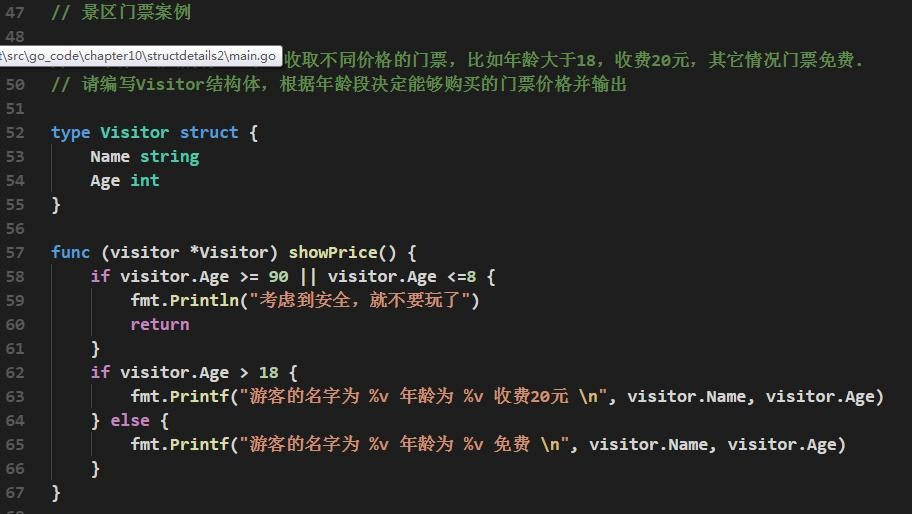 47 // 景区门票案例
48
t\src\go_code\chapter10\structdetails2\main.go
收取不同价格的门票，比如年龄大于18，收费20元，其它情况门票免费.
50 // 请编写Visitor结构体，根据年龄段决定能够购买的门票价格并输出
51
52 type Visitor struct {
53 Name string
54 Age int
55 }
56
57 func (visitor *Visitor) showPrice() {
58 if visitor.Age >= 90 || visitor.Age <=8 {
59 fmt.Println("考虑到安全，就不要玩了")
60 return
61 }
62 if visitor.Age > 18 {
63 fmt.Printf("游客的名字为 %v 年龄为 %v 收费20元 \n", visitor.Name, visitor.Age)
64 } else {
65 fmt.Printf("游客的名字为 %v 年龄为 %v 免费 \n", visitor.Name, visitor.Age)
66 }
67 }